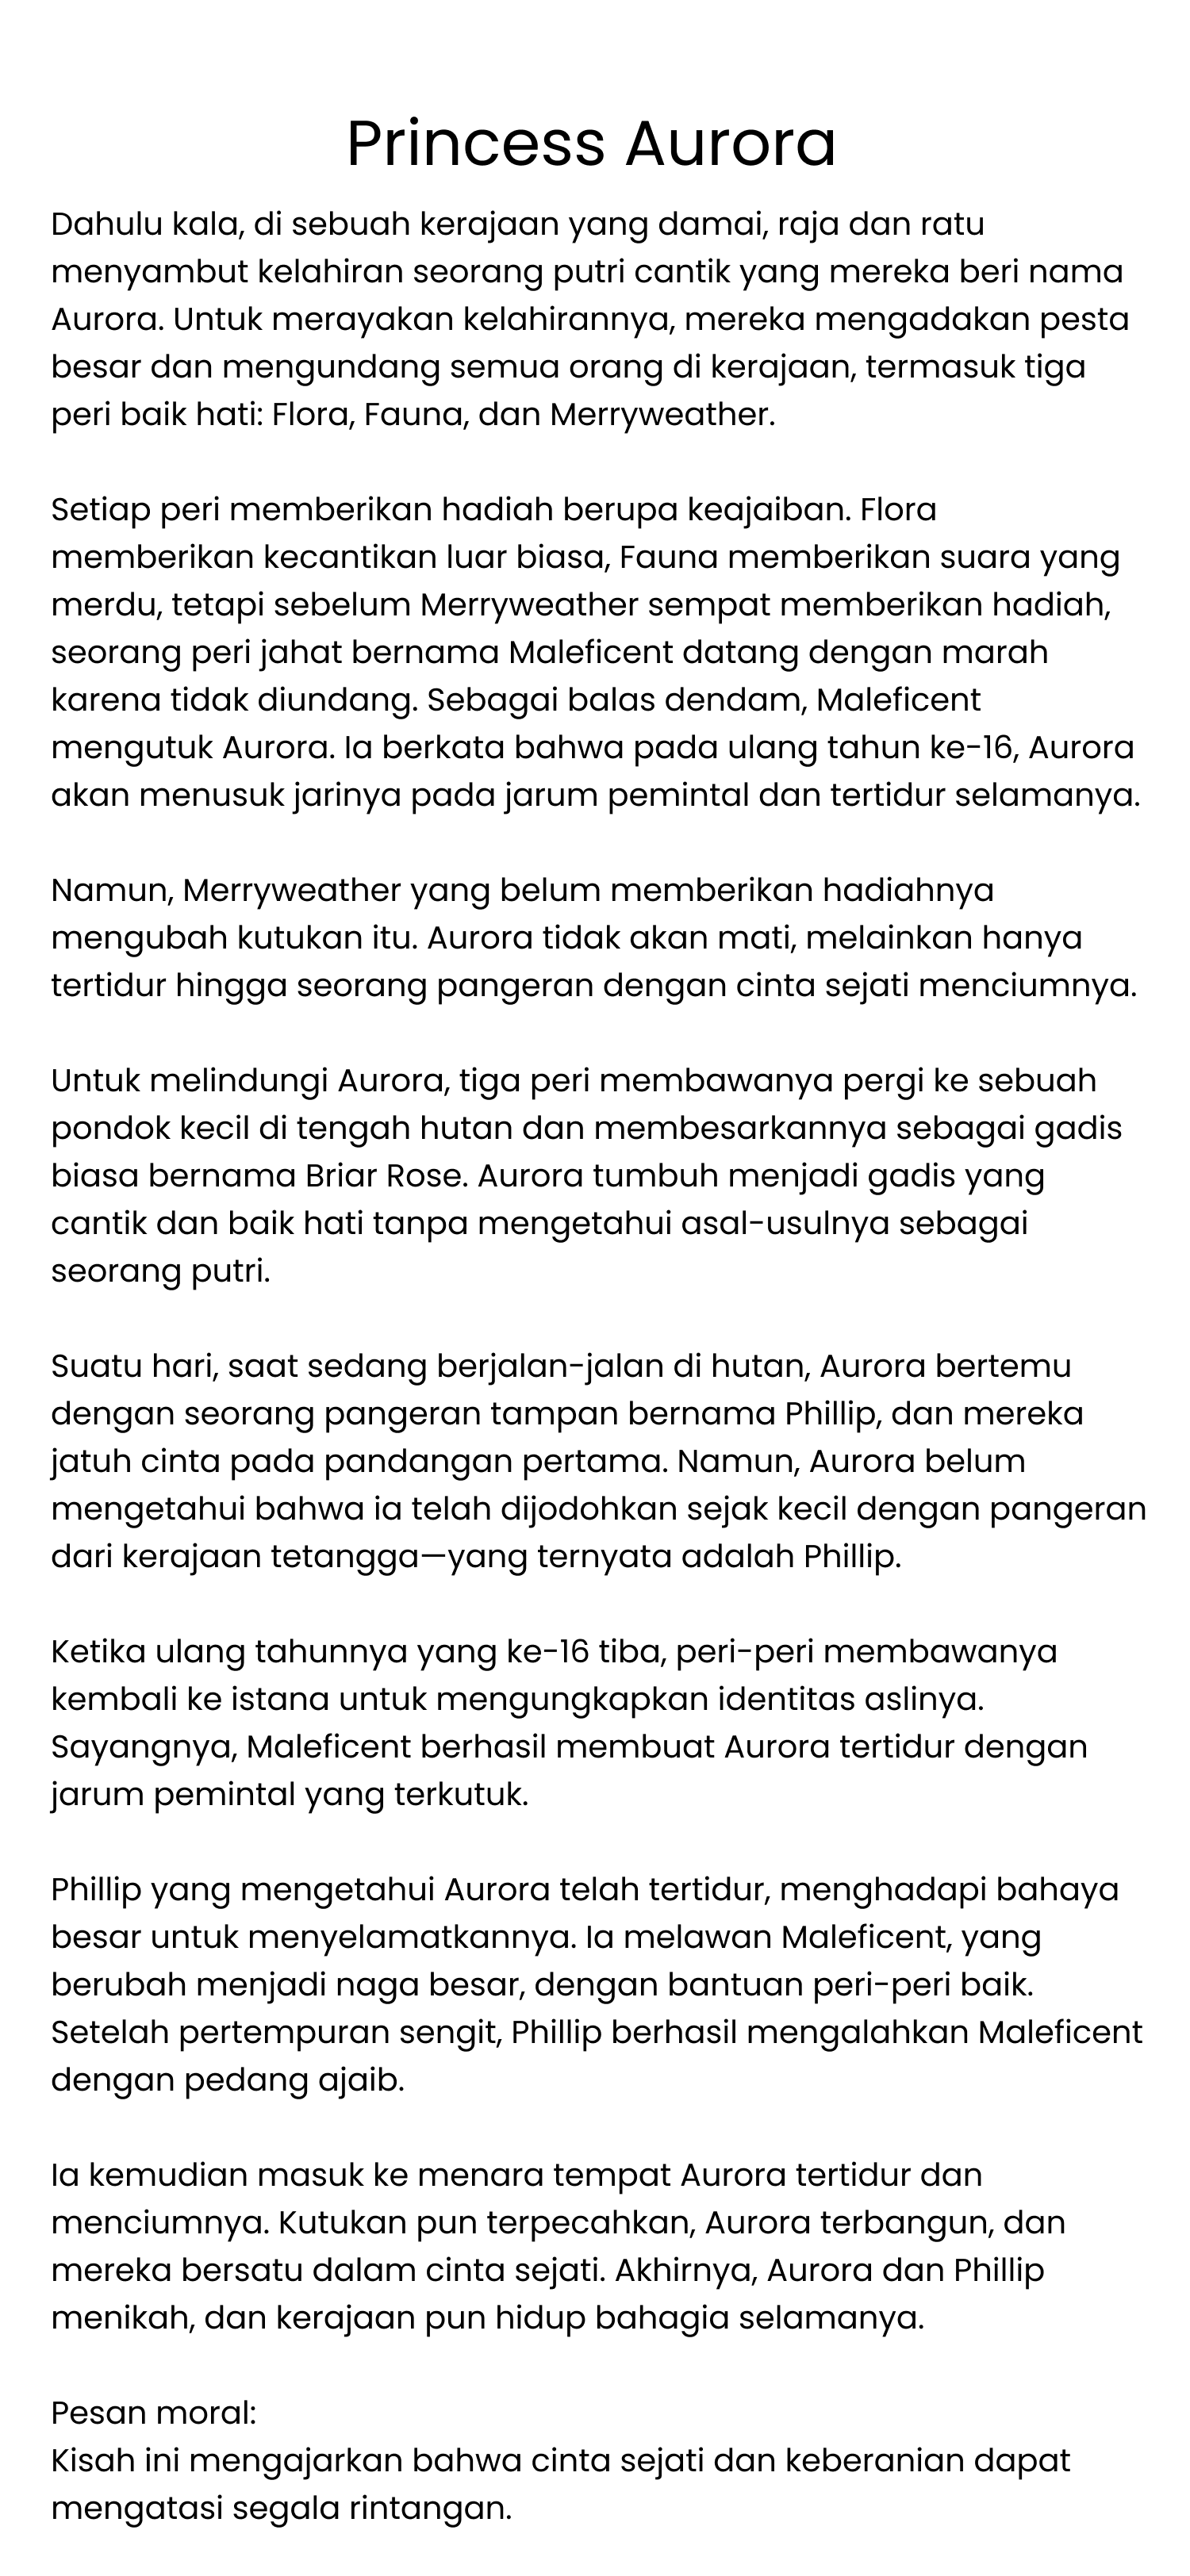 Princess Aurora
Dahulu kala, di sebuah kerajaan yang damai, raja dan ratu
menyambut kelahiran seorang putri cantik yang mereka beri nama
Aurora. Untuk merayakan kelahirannya, mereka mengadakan pesta
besar dan mengundang semua orang di kerajaan, termasuk tiga
peri baik hati: Flora, Fauna, dan Merryweather.
Setiap peri memberikan hadiah berupa keajaiban. Flora
memberikan kecantikan luar biasa, Fauna memberikan suara yang
merdu, tetapi sebelum Merryweather sempat memberikan hadiah,
seorang peri jahat bernama Maleficent datang dengan marah
karena tidak diundang. Sebagai balas dendam, Maleficent
mengutuk Aurora. Ia berkata bahwa pada ulang tahun ke-16, Aurora
akan menusuk jarinya pada jarum pemintal dan tertidur selamanya.
Namun, Merryweather yang belum memberikan hadiahnya
mengubah kutukan itu. Aurora tidak akan mati, melainkan hanya
tertidur hingga seorang pangeran dengan cinta sejati menciumnya.
Untuk melindungi Aurora, tiga peri membawanya pergi ke sebuah
pondok kecil di tengah hutan dan membesarkannya sebagai gadis
biasa bernama Briar Rose. Aurora tumbuh menjadi gadis yang
cantik dan baik hati tanpa mengetahui asal-usulnya sebagai
seorang putri.
Suatu hari, saat sedang berjalan-jalan di hutan, Aurora bertemu
dengan seorang pangeran tampan bernama Phillip, dan mereka
jatuh cinta pada pandangan pertama. Namun, Aurora belum
mengetahui bahwa ia telah dijodohkan sejak kecil dengan pangeran
dari kerajaan tetangga—yang ternyata adalah Phillip.
Ketika ulang tahunnya yang ke-16 tiba, peri-peri membawanya
kembali ke istana untuk mengungkapkan identitas aslinya.
Sayangnya, Maleficent berhasil membuat Aurora tertidur dengan
jarum pemintal yang terkutuk.
Phillip yang mengetahui Aurora telah tertidur, menghadapi bahaya
besar untuk menyelamatkannya. Ia melawan Maleficent, yang
berubah menjadi naga besar, dengan bantuan peri-peri baik.
Setelah pertempuran sengit, Phillip berhasil mengalahkan Maleficent
dengan pedang ajaib.
Ia kemudian masuk ke menara tempat Aurora tertidur dan
menciumnya. Kutukan pun terpecahkan, Aurora terbangun, dan
mereka bersatu dalam cinta sejati. Akhirnya, Aurora dan Phillip
menikah, dan kerajaan pun hidup bahagia selamanya.
Pesan moral:
Kisah ini mengajarkan bahwa cinta sejati dan keberanian dapat
mengatasi segala rintangan.